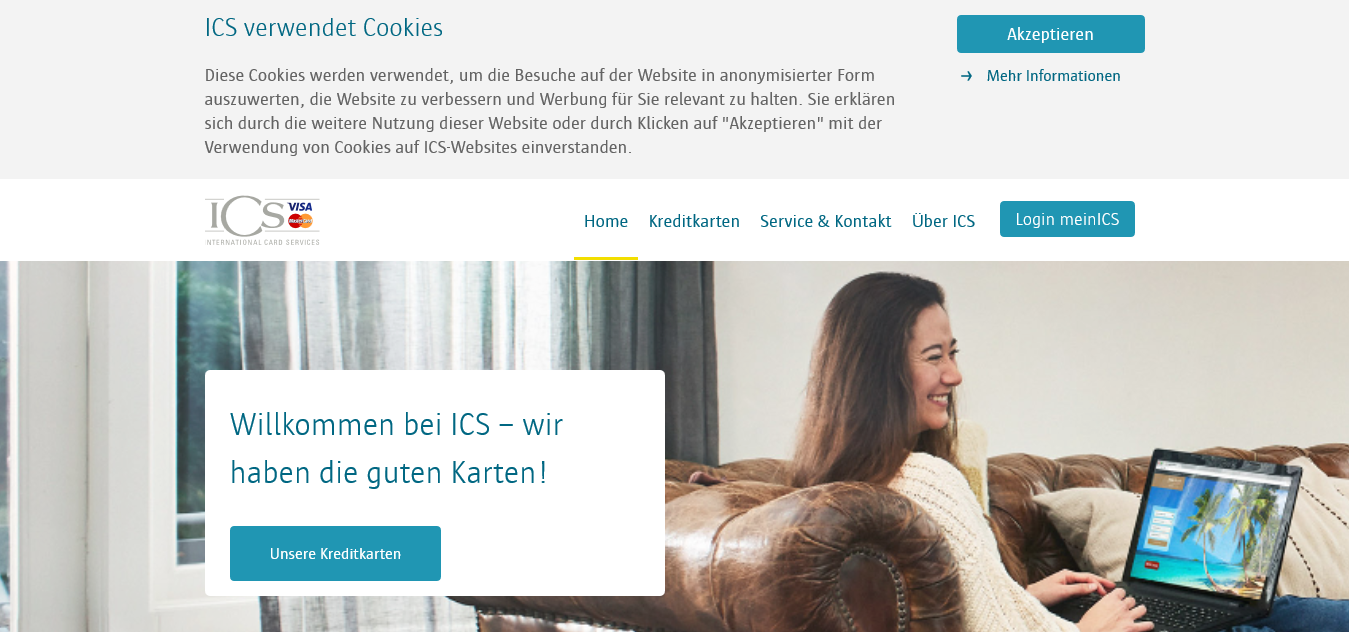 ICS verwendet Cookies
Akzeptieren
Diese Cookies werden verwendet, um die Besuche auf der Website in anonymisierter Form
auszuwerten, die Website zu verbessern und Werbung für Sie relevant zu halten. Sie erklären
sich durch die weitere Nutzung dieser Website oder durch Klicken auf "Akzeptieren" mit der
Verwendung von Cookies auf ICS-Websites einverstanden.
→ Mehr Informationen
ICS VISA
MasterCard
INTERNATIONAL CARD SERVICES
Home Kreditkarten Service & Kontakt Über ICS Login meinICS
Willkommen bei ICS – wir
haben die guten Karten!
Unsere Kreditkarten